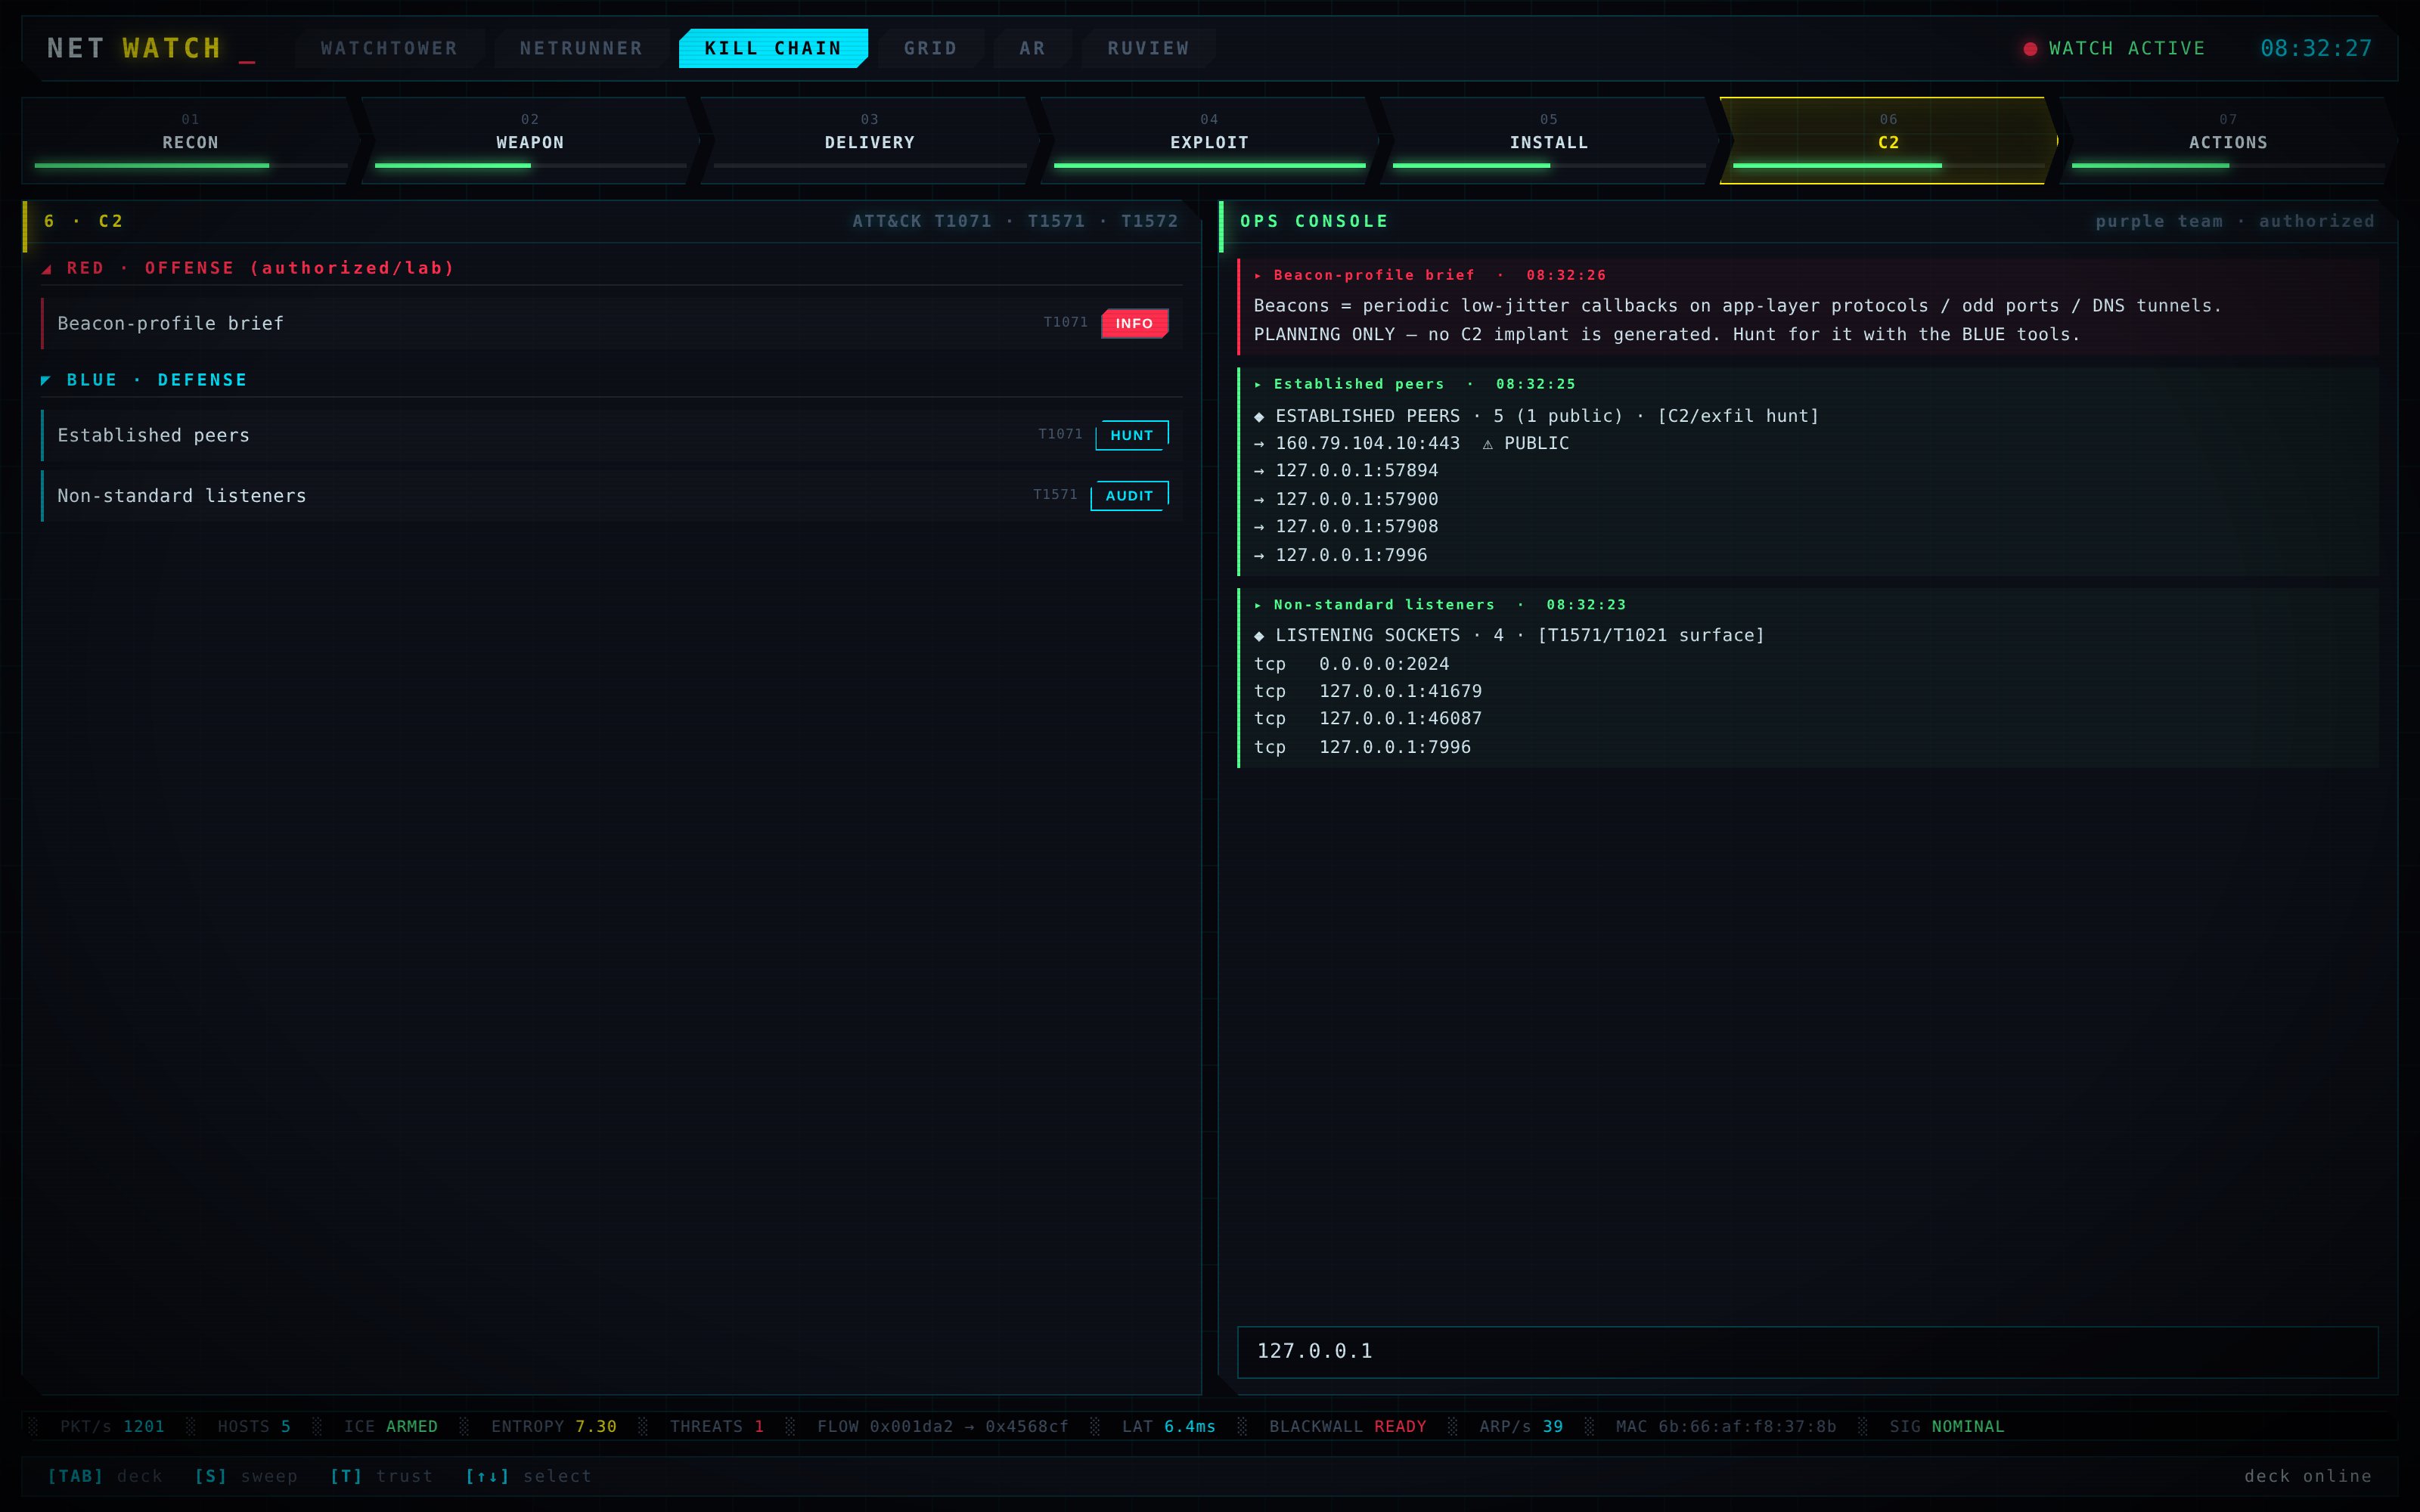 NET WATCH _ WATCHTOWER NETRUNNER KILL CHAIN GRID AR RUVIEW WATCH ACTIVE 08:32:27
01 02 03 04 05 06 07
RECON WEAPON DELIVERY EXPLOIT INSTALL C2 ACTIONS
6 · C2 ATT&CK T1071 · T1571 · T1572
◢ RED · OFFENSE (authorized/lab)
Beacon-profile brief T1071 INFO
◤ BLUE · DEFENSE
Established peers T1071 HUNT
Non-standard listeners T1571 AUDIT
OPS CONSOLE purple team · authorized
▸ Beacon-profile brief · 08:32:26
Beacons = periodic low-jitter callbacks on app-layer protocols / odd ports / DNS tunnels.
PLANNING ONLY — no C2 implant is generated. Hunt for it with the BLUE tools.
▸ Established peers · 08:32:25
◆ ESTABLISHED PEERS · 5 (1 public) · [C2/exfil hunt]
→ 160.79.104.10:443 ⚠ PUBLIC
→ 127.0.0.1:57894
→ 127.0.0.1:57900
→ 127.0.0.1:57908
→ 127.0.0.1:7996
▸ Non-standard listeners · 08:32:23
◆ LISTENING SOCKETS · 4 · [T1571/T1021 surface]
tcp 0.0.0.0:2024
tcp 127.0.0.1:41679
tcp 127.0.0.1:46087
tcp 127.0.0.1:7996
127.0.0.1
░ PKT/s 1201 ░ HOSTS 5 ░ ICE ARMED ░ ENTROPY 7.30 ░ THREATS 1 ░ FLOW 0x001da2 → 0x4568cf ░ LAT 6.4ms ░ BLACKWALL READY ░ ARP/s 39 ░ MAC 6b:66:af:f8:37:8b ░ SIG NOMINAL
[TAB] deck [S] sweep [T] trust [↑↓] select deck online